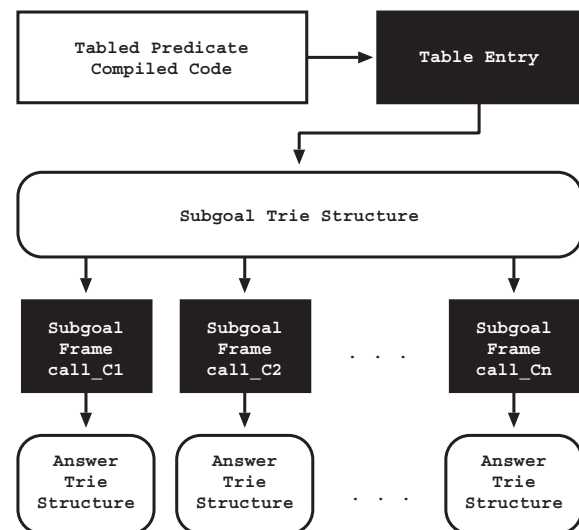 Tabled Predicate
Compiled Code
Table Entry
Subgoal Trie Structure
Subgoal
Frame
call_C1
Subgoal
Frame
call_C2
. . .
Subgoal
Frame
call_Cn
Answer
Trie
Structure
Answer
Trie
Structure
. . .
Answer
Trie
Structure